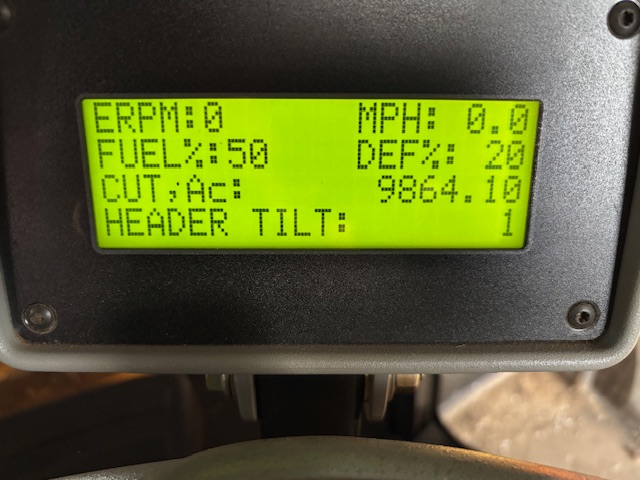 ERPM:0 MPH: 0.0
FUEL%:50 DEF%: 20
CUT,Ac: 9864.10
HEADER TILT: 1